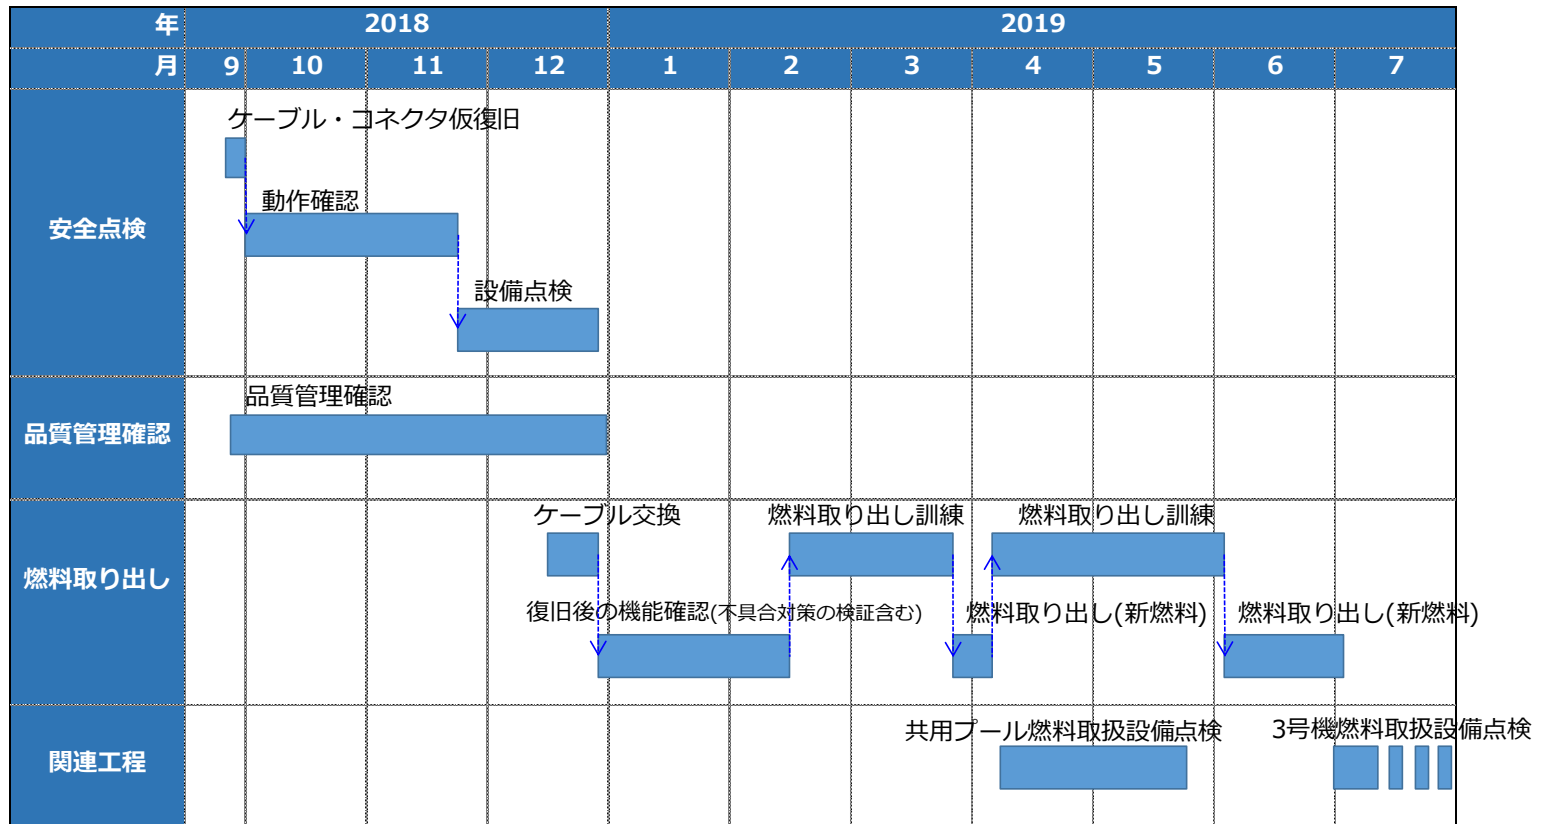 年 2018 2019
月 9 10 11 12 1 2 3 4 5 6 7
安全点検
ケーブル・コネクタ仮復旧
動作確認
設備点検
品質管理確認
品質管理確認
燃料取り出し
ケーブル交換 燃料取り出し訓練 燃料取り出し訓練
復旧後の機能確認(不具合対策の検証含む) 燃料取り出し(新燃料) 燃料取り出し(新燃料)
関連工程
共用プール燃料取扱設備点検 3号機燃料取扱設備点検